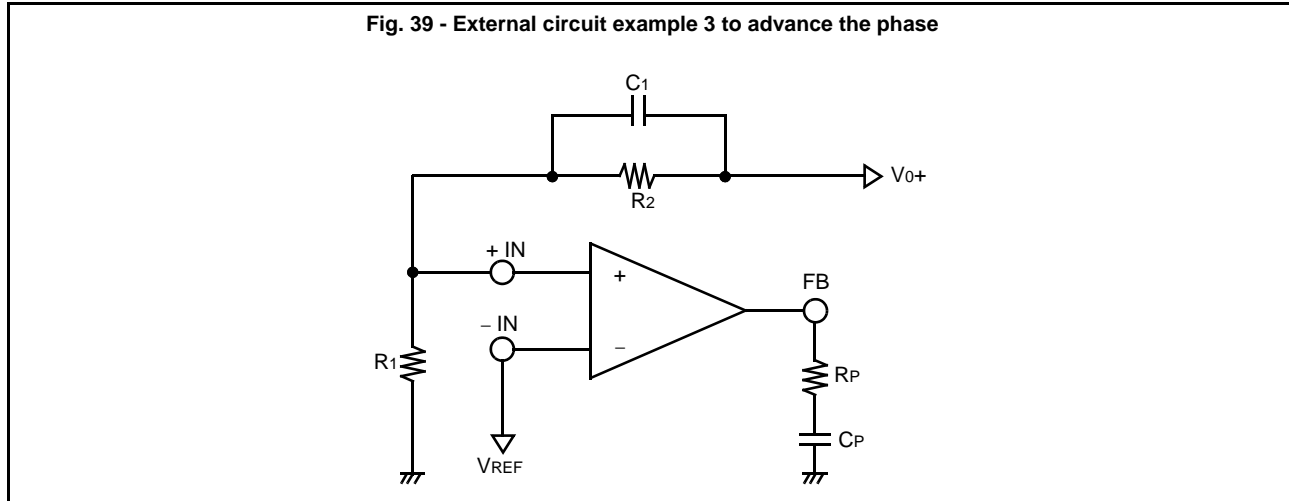 Fig. 39 - External circuit example 3 to advance the phase
C1
R2
V0+
+ IN
+
FB
− IN
−
R1
RP
CP
VREF